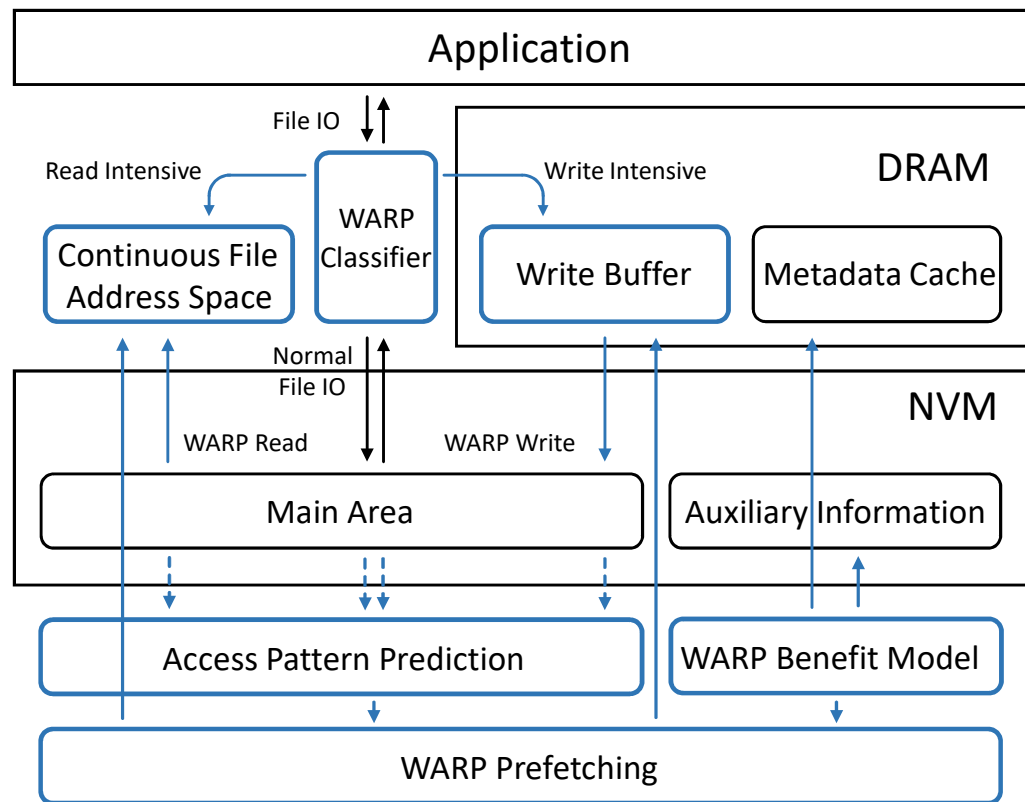 Application
File IO
Read Intensive
Write Intensive
DRAM
WARP
Classifier
Continuous File
Address Space
Write Buffer
Metadata Cache
Normal
File IO
NVM
WARP Read
WARP Write
Main Area
Auxiliary Information
Access Pattern Prediction
WARP Benefit Model
WARP Prefetching